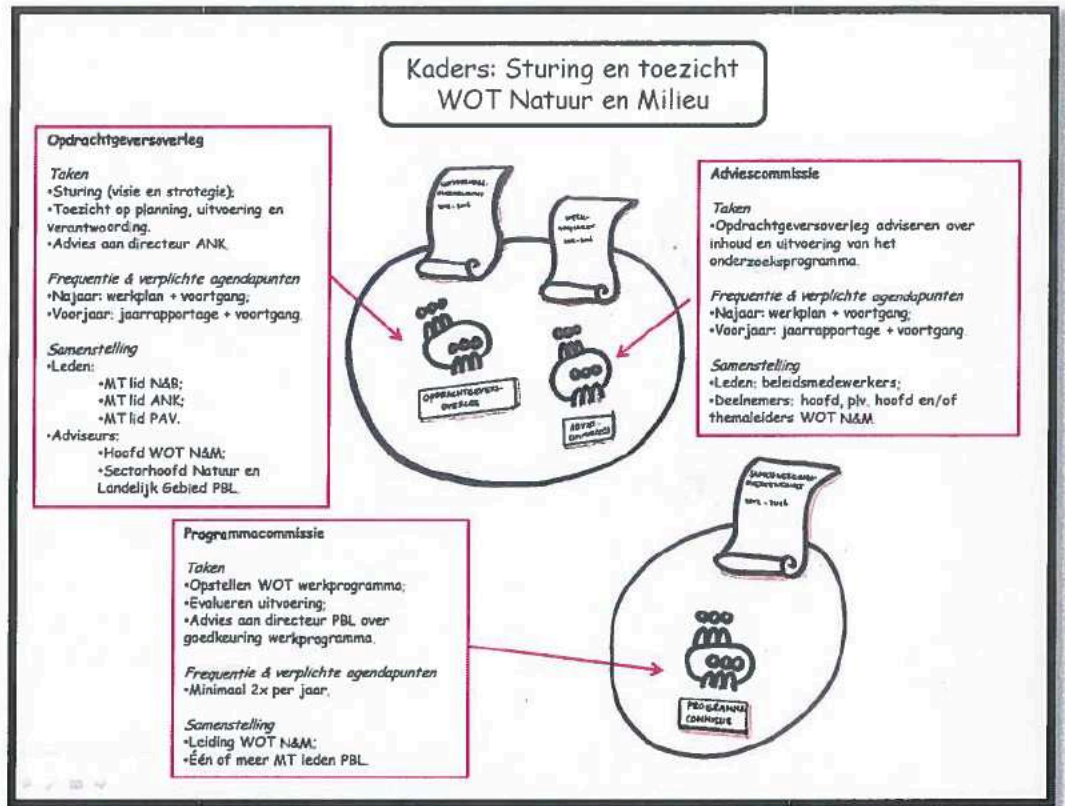 Kaders: Sturing en toezicht
WOT Natuur en Milieu
Opdrachtgeversoverleg
Taken
•Sturing (visie en strategie);
•Toezicht op planning, uitvoering en
verantwoording.
•Advies aan directeur ANK.
Frequentie & verplichte agendapunten
•Najaar: werkplan + voortgang;
•Voorjaar: jaarrapportage + voortgang.
Samenstelling
•Leden:
•MT lid N&B;
•MT lid ANK;
•MT lid PAV.
•Adviseurs:
•Hoofd WOT N&M;
•Sectorhoofd Natuur en
Landelijk Gebied PBL.
Adviescommissie
Taken
•Opdrachtgeversoverleg adviseren over
inhoud en uitvoering van het
onderzoeksprogramma.
Frequentie & verplichte agendapunten
•Najaar: werkplan + voortgang;
•Voorjaar: jaarrapportage + voortgang.
Samenstelling
•Leden: beleidsmedewerkers;
•Deelnemers: hoofd, plv. hoofd en/of
themaleiders WOT N&M.
OPDRACHTGEVERS-
OVERLEG
ADVIES-
COMMISSIE
Programmacommissie
Taken
•Opstellen WOT werkprogramma;
•Evalueren uitvoering;
•Advies aan directeur PBL over
goedkeuring werkprogramma.
Frequentie & verplichte agendapunten
•Minimaal 2x per jaar.
Samenstelling
•Leiding WOT N&M;
•Één of meer MT leden PBL.
SAMENWERKINGS-
OVEREENKOMST
2012-2016
PROGRAMMA
COMMISSIE